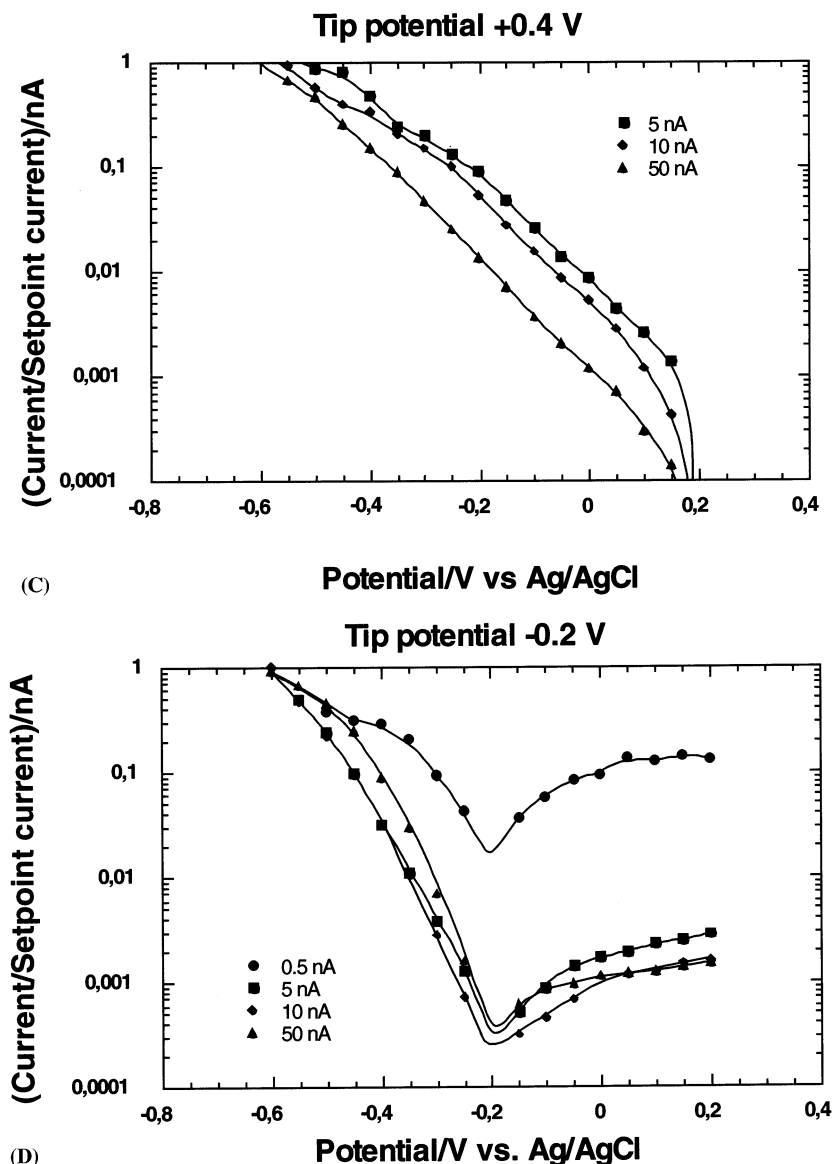 Tip potential +0.4 V
(Current/Setpoint current)/nA
1
0,1
0,01
0,001
0,0001
5 nA
10 nA
50 nA
-0,8
-0,6
-0,4
-0,2
0
0,2
0,4
(C)
Potential/V vs Ag/AgCl
Tip potential -0.2 V
((Current/Setpoint current)/nA
1
0,1
0,01
0,001
0,0001
0.5 nA
5 nA
10 nA
50 nA
-0,8
-0,6
-0,4
-0,2
0
0,2
0,4
(D)
Potential/V vs. Ag/AgCl